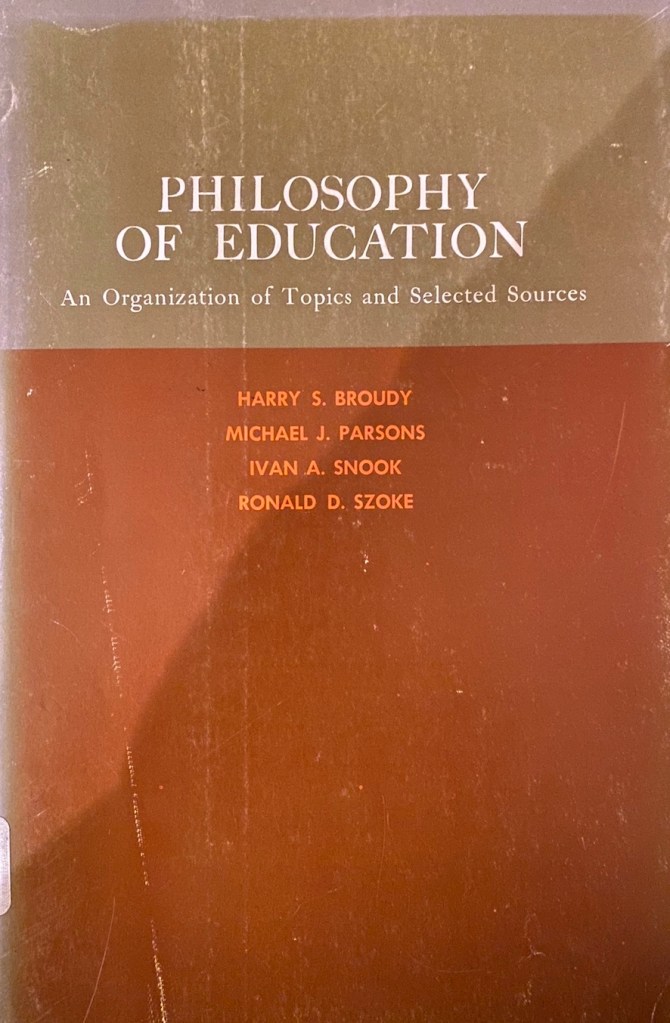 PHILOSOPHY
OF EDUCATION
An Organization of Topics and Selected Sources
HARRY S. BROUDY
MICHAEL J. PARSONS
IVAN A. SNOOK
RONALD D. SZOKE